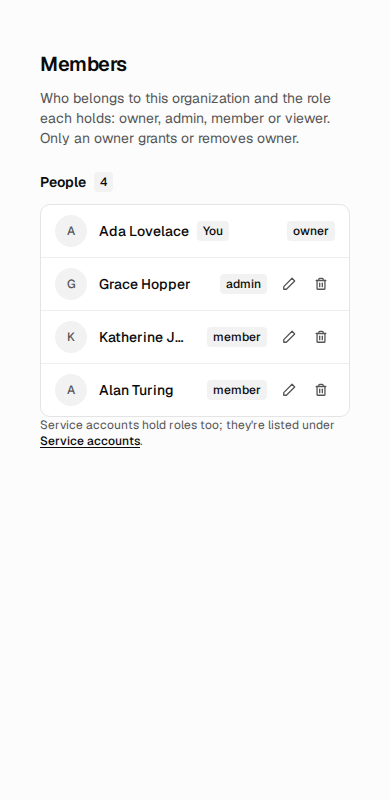 Members
Who belongs to this organization and the role
each holds: owner, admin, member or viewer.
Only an owner grants or removes owner.
People 4
A Ada Lovelace You owner
G Grace Hopper admin
K Katherine J... member
A Alan Turing member
Service accounts hold roles too; they're listed under
Service accounts.